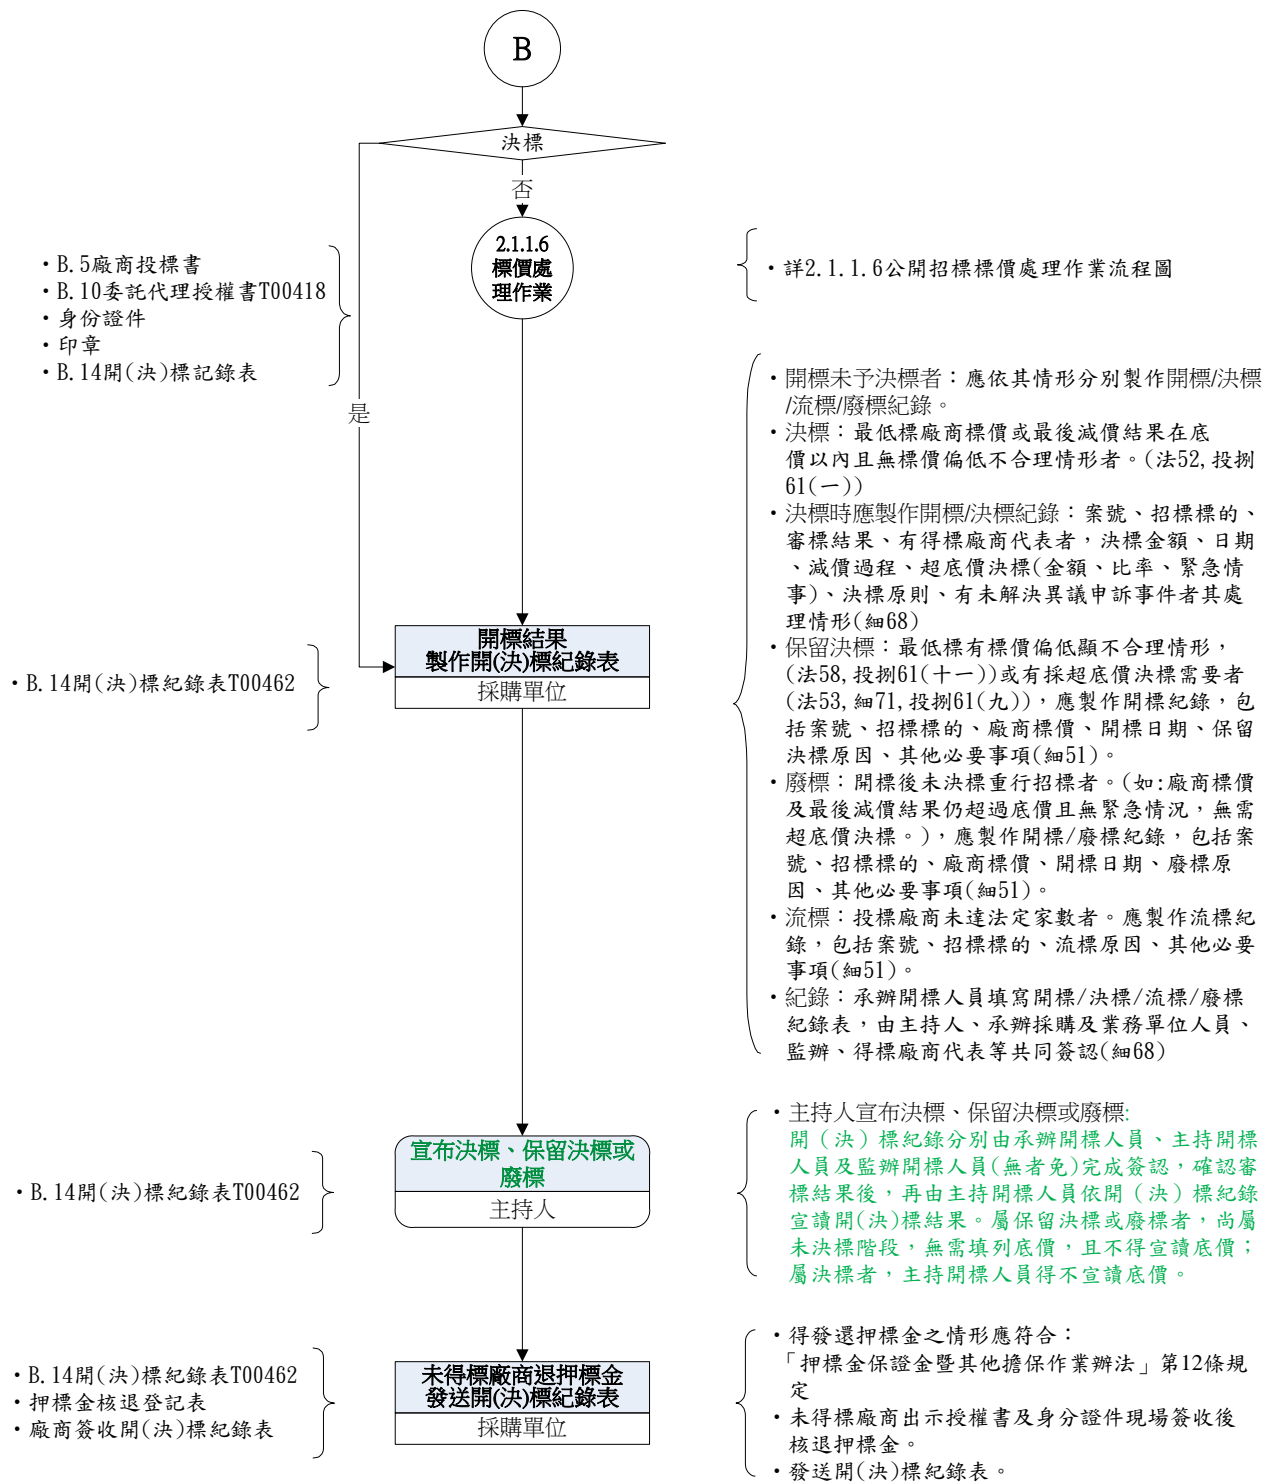 B
決標
否
是
2.1.1.6
標價處
理作業
・B.5廠商投標書
・B.10委託代理授權書T00418
・身份證件
・印章
・B.14開(決)標記錄表
・詳2.1.1.6公開招標標價處理作業流程圖
・開標未予決標者：應依其情形分別製作開標/決標
/流標/廢標紀錄。
・決標：最低標廠商標價或最後減價結果在底
價以內且無標價偏低不合理情形者。(法52,投捌
61(一))
・決標時應製作開標/決標紀錄：案號、招標標的、
審標結果、有得標廠商代表者，決標金額、日期
、減價過程、超底價決標(金額、比率、緊急情
事)、決標原則、有未解決異議申訴事件者其處
理情形(細68)
・保留決標：最低標有標價偏低顯不合理情形，
(法58,投捌61(十一))或有採超底價決標需要者
(法53,細71,投捌61(九))，應製作開標紀錄，包
括案號、招標標的、廠商標價、開標日期、保留
決標原因、其他必要事項(細51)。
・廢標：開標後未決標重行招標者。(如:廠商標價
及最後減價結果仍超過底價且無緊急情況，無需
超底價決標。)，應製作開標/廢標紀錄，包括案
號、招標標的、廠商標價、開標日期、廢標原
因、其他必要事項(細51)。
・流標：投標廠商未達法定家數者。應製作流標紀
錄，包括案號、招標標的、流標原因、其他必要
事項(細51)。
・紀錄：承辦開標人員填寫開標/決標/流標/廢標
紀錄表，由主持人、承辦採購及業務單位人員、
監辦、得標廠商代表等共同簽認(細68)
開標結果
製作開(決)標紀錄表
採購單位
・B.14開(決)標紀錄表T00462
宣布決標、保留決標或
廢標
主持人
・B.14開(決)標紀錄表T00462
・主持人宣布決標、保留決標或廢標:
開（決）標紀錄分別由承辦開標人員、主持開標
人員及監辦開標人員(無者免)完成簽認，確認審
標結果後，再由主持開標人員依開（決）標紀錄
宣讀開(決)標結果。屬保留決標或廢標者，尚屬
未決標階段，無需填列底價，且不得宣讀底價；
屬決標者，主持開標人員得不宣讀底價。
未得標廠商退押標金
發送開(決)標紀錄表
採購單位
・B.14開(決)標紀錄表T00462
・押標金核退登記表
・廠商簽收開(決)標紀錄表
・得發還押標金之情形應符合：
「押標金保證金暨其他擔保作業辦法」第12條規
定
・未得標廠商出示授權書及身分證件現場簽收後
核退押標金。
・發送開(決)標紀錄表。